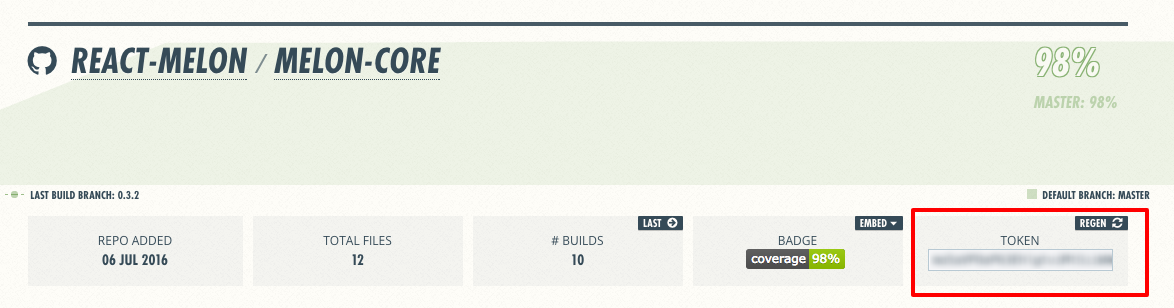 REACT-MELON / MELON-CORE
98%
MASTER: 98%
LAST BUILD BRANCH: 0.3.2
DEFAULT BRANCH: MASTER
REPO ADDED
06 JUL 2016
TOTAL FILES
12
LAST
# BUILDS
10
EMBED
BADGE
coverage 98%
REGEN
TOKEN